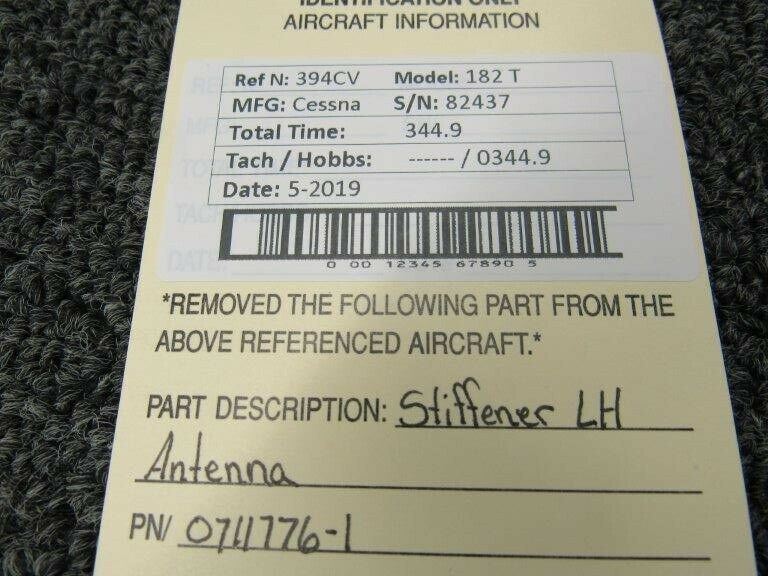 IDENTIFICATION ONLY
AIRCRAFT INFORMATION
Ref N: 394CV Model: 182 T
MFG: Cessna S/N: 82437
Total Time: 344.9
Tach / Hobbs: ------ / 0344.9
Date: 5-2019
0 00 12345 67890 5
*REMOVED THE FOLLOWING PART FROM THE
ABOVE REFERENCED AIRCRAFT.*
PART DESCRIPTION: Stiffener LH
Antenna
PN/ 0711776-1